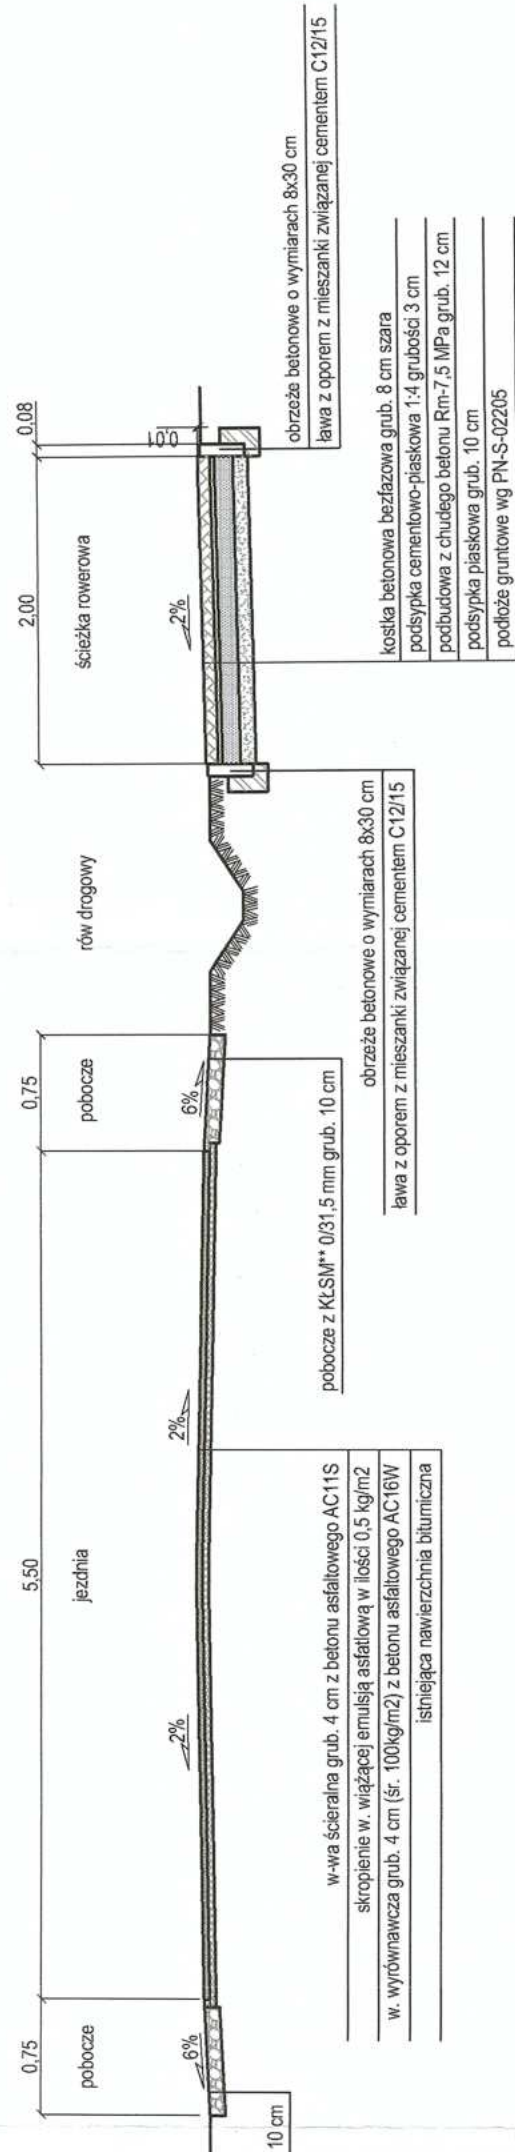 0,75
5,50
0,75
2,00
0,08
pobocze
jezdnia
pobocze
rów drogowy
ścieżka rowerowa
6%
2%
2%
6%
2%
0,01
10 cm
w-wa ścieralna grub. 4 cm z betonu asfaltowego AC11S
skropienie w. wiążącej emulsją asfatlową w ilości 0,5 kg/m2
w. wyrównawcza grub. 4 cm (śr. 100kg/m2) z betonu asfaltowego AC16W
istniejąca nawierzchnia bitumiczna
pobocze z KŁSM** 0/31,5 mm grub. 10 cm
obrzeże betonowe o wymiarach 8x30 cm
ława z oporem z mieszanki związanej cementem C12/15
kostka betonowa bezfazowa grub. 8 cm szara
podsypka cementowo-piaskowa 1:4 grubości 3 cm
podbudowa z chudego betonu Rm-7,5 MPa grub. 12 cm
podsypka piaskowa grub. 10 cm
podłoże gruntowe wg PN-S-02205
obrzeże betonowe o wymiarach 8x30 cm
ława z oporem z mieszanki związanej cementem C12/15